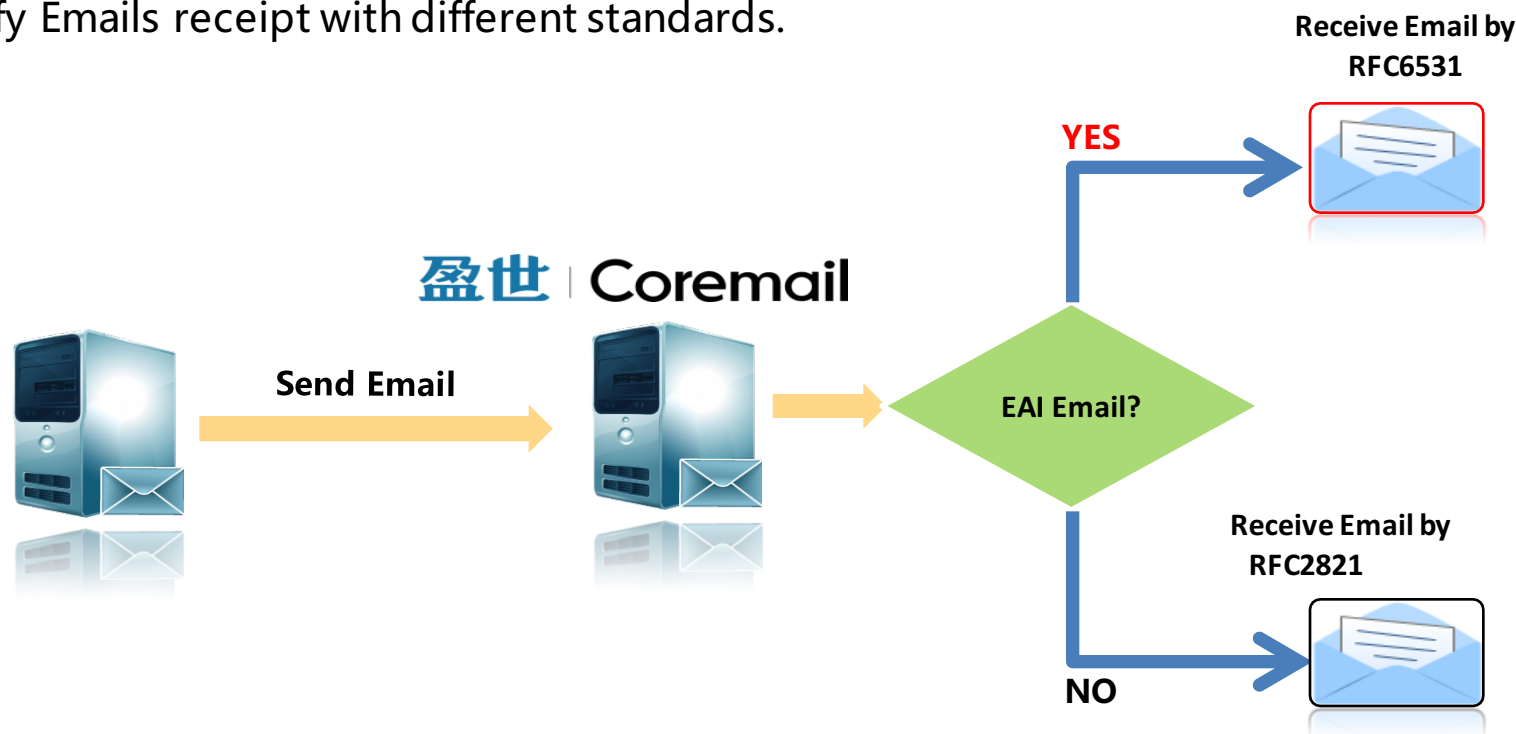 Emails receipt with different standards.
Receive Email by
RFC6531
YES
盈世 | Coremail
Send Email
EAI Email?
Receive Email by
RFC2821
NO